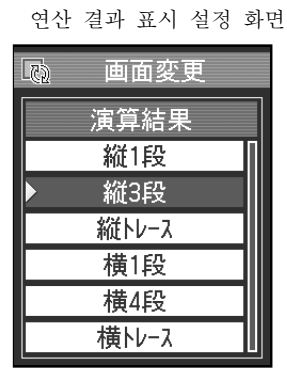 연산 결과 표시 설정 화면
画面変更
演算結果
縦1段
縦3段
縦ﾄﾚｰｽ
横1段
横4段
横ﾄﾚｰｽ